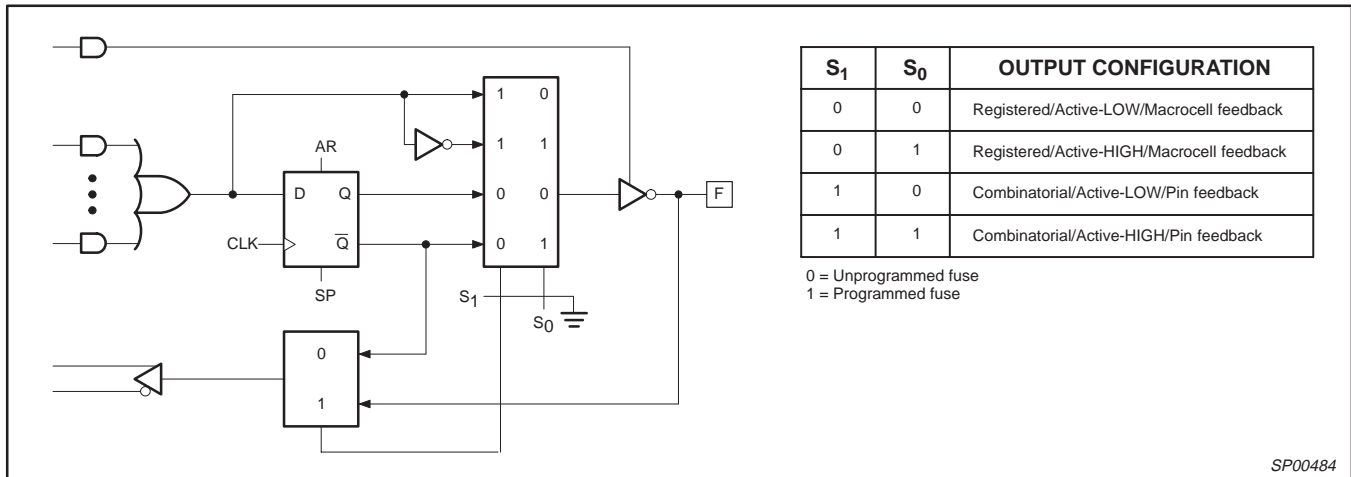 AR
D Q
CLK Q̅
SP
1 0
1 1
0 0
0 1
F
S1
S0
0
1
S1 S0 OUTPUT CONFIGURATION
0 0 Registered/Active-LOW/Macrocell feedback
0 1 Registered/Active-HIGH/Macrocell feedback
1 0 Combinatorial/Active-LOW/Pin feedback
1 1 Combinatorial/Active-HIGH/Pin feedback
0 = Unprogrammed fuse
1 = Programmed fuse
SP00484